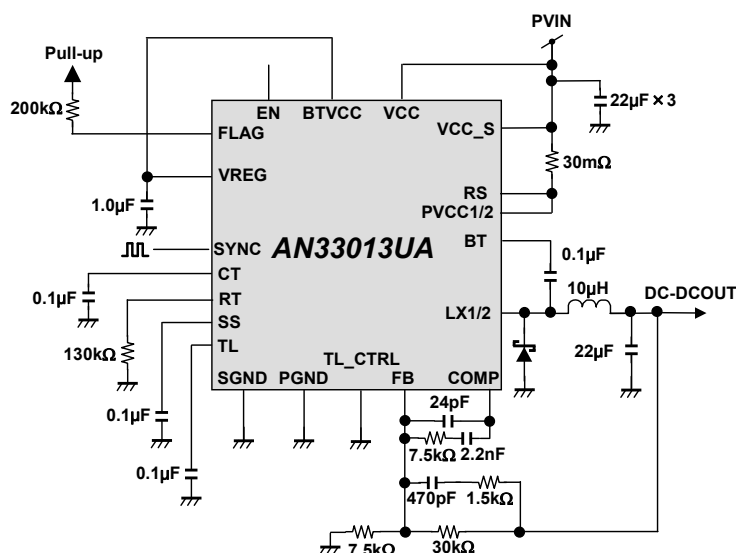 PVIN
Pull-up
200kΩ
EN
BTVCC
VCC
22µF×3
FLAG
VCC_S
30mΩ
VREG
RS
PVCC1/2
1.0µF
BT
SYNC
AN33013UA
0.1µF
CT
0.1µF
RT
10µH
DC-DCOUT
SS
LX1/2
130kΩ
TL
22µF
TL_CTRL
SGND
PGND
FB
COMP
0.1µF
24pF
7.5kΩ
2.2nF
0.1µF
470pF
1.5kΩ
7.5kΩ
30kΩ